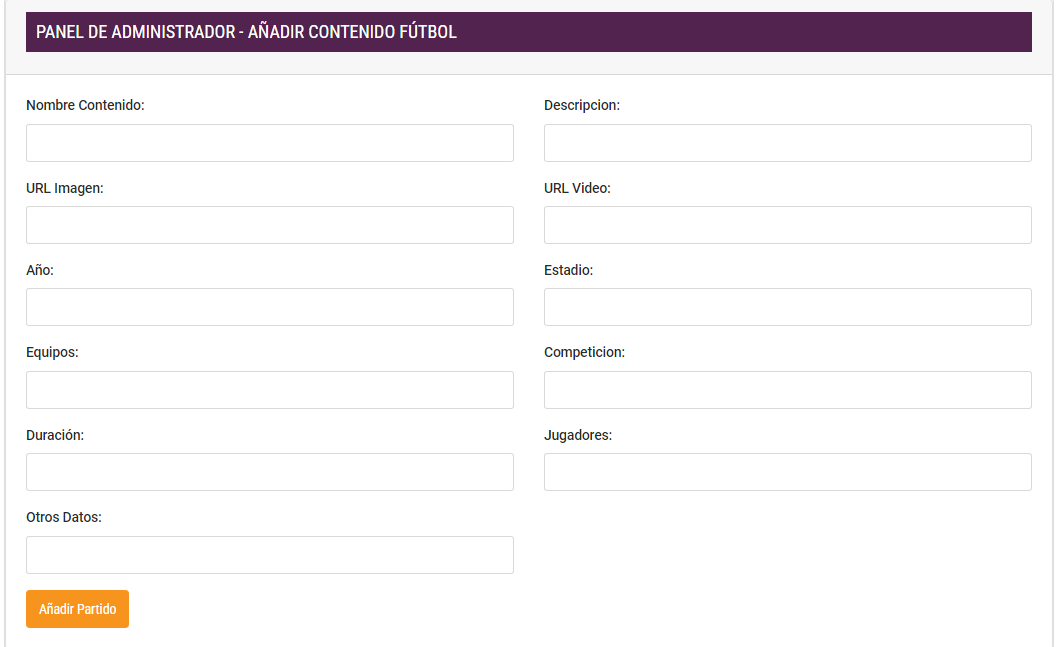 PANEL DE ADMINISTRADOR - AÑADIR CONTENIDO FÚTBOL
Nombre Contenido:
Descripcion:
URL Imagen:
URL Video:
Año:
Estadio:
Equipos:
Competicion:
Duración:
Jugadores:
Otros Datos:
Añadir Partido